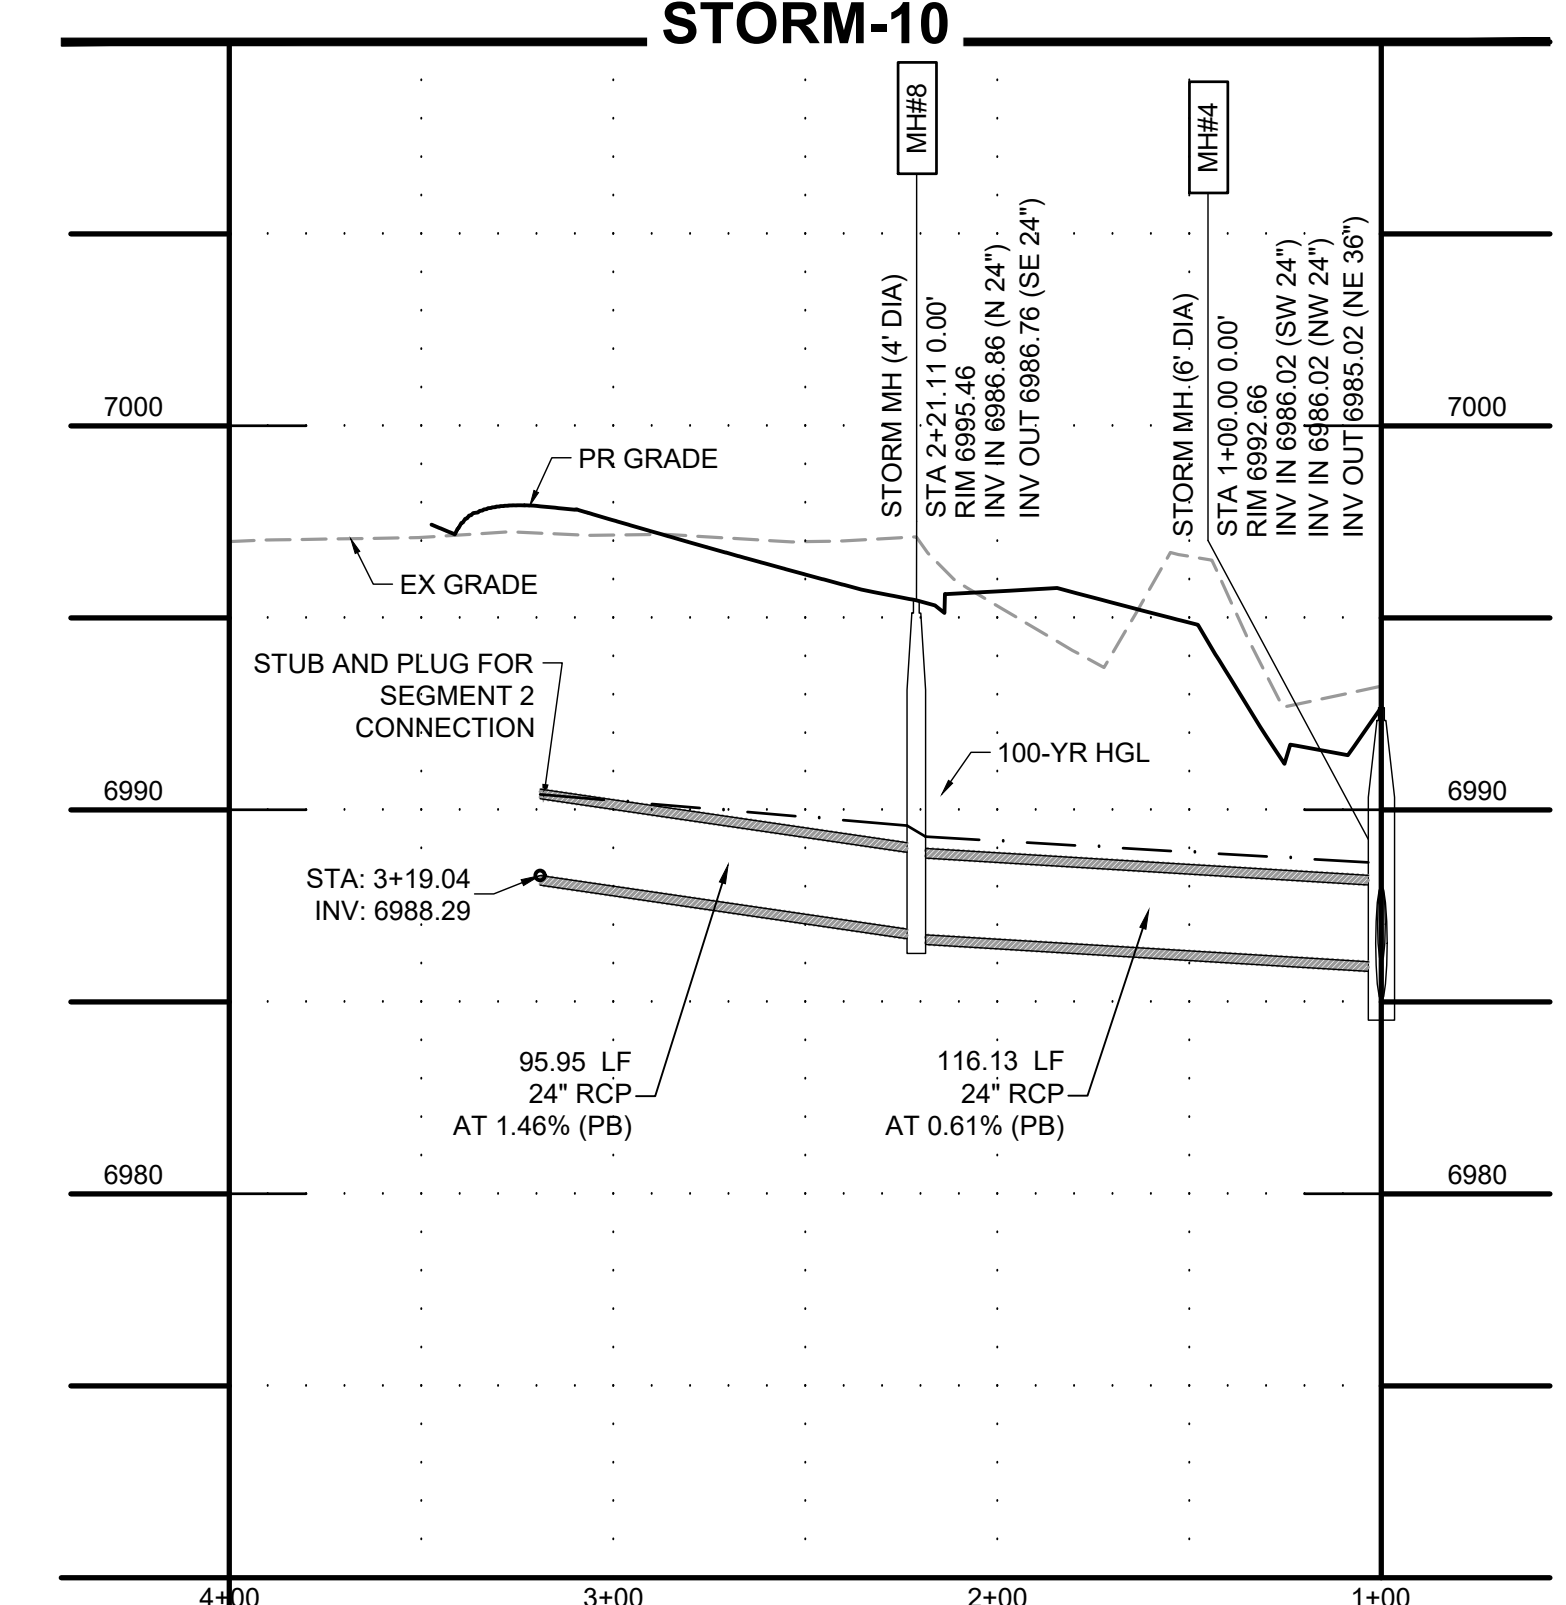 STORM-10
MH#8
MH#4
STORM MH (4' DIA)
STA 2+21.11 0.00'
RIM 6995.46
INV IN 6986.86 (N 24")
INV OUT 6986.76 (SE 24")
STORM MH (6' DIA)
STA 1+00.00 0.00'
RIM 6992.66
INV IN 6986.02 (SW 24")
INV IN 6986.02 (NW 24")
INV OUT 6985.02 (NE 36")
7000
7000
PR GRADE
EX GRADE
STUB AND PLUG FOR
SEGMENT 2
CONNECTION
100-YR HGL
6990
6990
STA: 3+19.04
INV: 6988.29
95.95 LF
24" RCP
AT 1.46% (PB)
116.13 LF
24" RCP
AT 0.61% (PB)
6980
6980
4+00
3+00
2+00
1+00